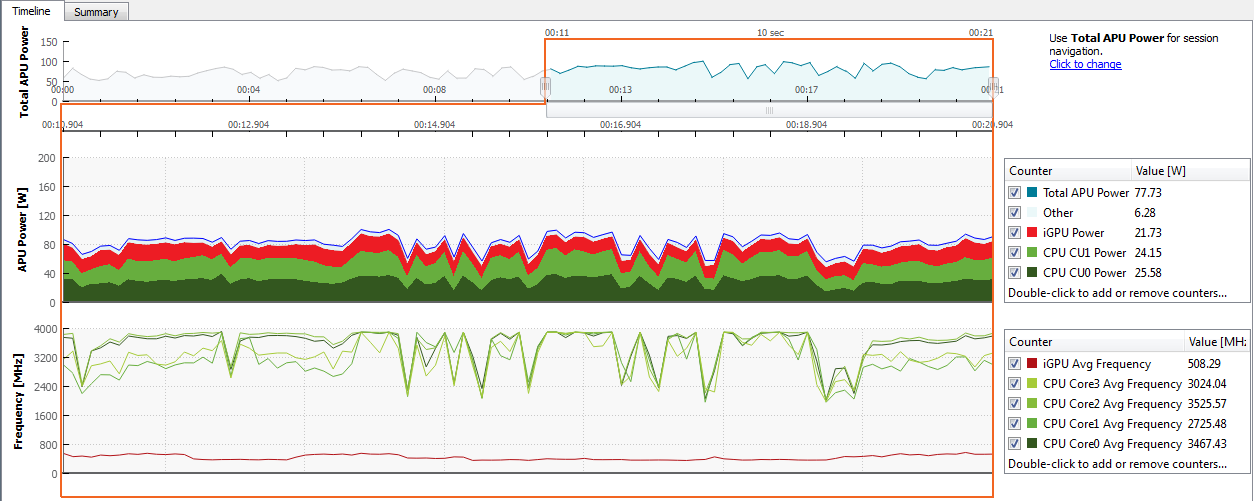 Timeline
Summary
Total APU Power
150
100
50
0
00:11
10 sec
00:21
00:00
00:04
00:08
00:13
00:17
Use Total APU Power for session
navigation.
Click to change
00:12.904
00:14.904
00:16.904
00:18.904
APU Power [W]
200
160
120
80
40
0
Counter Value [W]
Total APU Power 77.73
Other 6.28
iGPU Power 21.73
CPU CU1 Power 24.15
CPU CU0 Power 25.58
Double-click to add or remove counters...
Frequency [MHz]
4000
3200
2400
1600
800
0
Counter Value [MHz
iGPU Avg Frequency 508.29
CPU Core3 Avg Frequency 3024.04
CPU Core2 Avg Frequency 3525.57
CPU Core1 Avg Frequency 2725.48
CPU Core0 Avg Frequency 3467.43
Double-click to add or remove counters...